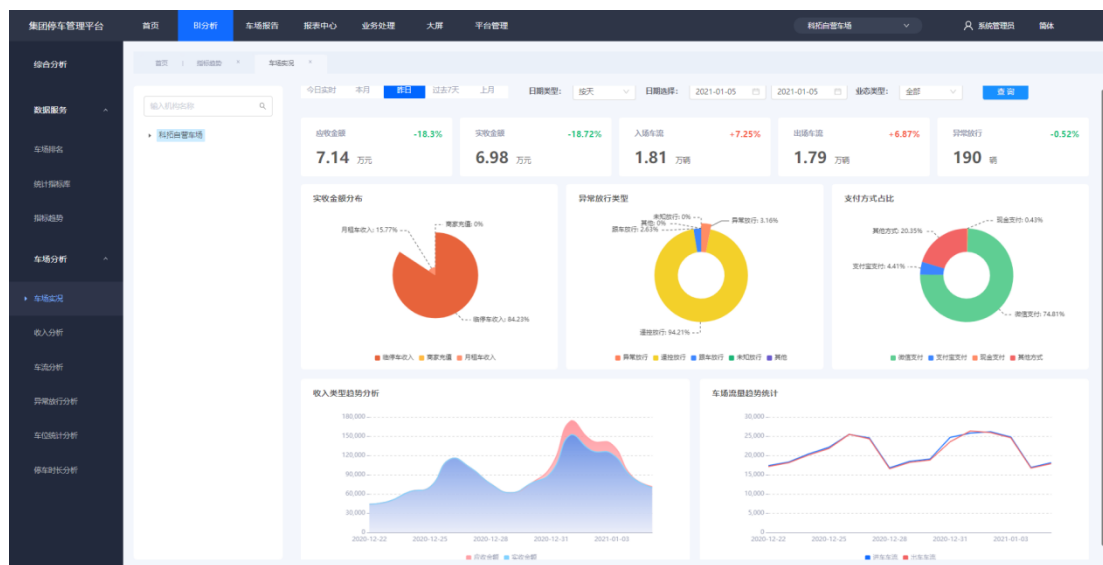 集团停车管理平台 首页 BI分析 车场报告 报表中心 业务处理 大屏 平台管理 科拓自营车场 系统管理员 简体
综合分析
数据服务
车场排名
统计指标库
指标趋势
车场分析
车场实况
收入分析
车流分析
异常放行分析
车位统计分析
停车时长分析
首页 指标趋势 × 车场实况 ×
输入机构名称
科拓自营车场
今日实时 本月 昨日 过去7天 上月 日期类型: 按天 日期选择: 2021-01-05 2021-01-05 业态类型: 全部 查询
应收金额 -18.3%
7.14 万元
实收金额 -18.72%
6.98 万元
入场车流 +7.25%
1.81 万辆
出场车流 +6.87%
1.79 万辆
异常放行 -0.52%
190 辆
实收金额分布
商家充值: 0%
月租车收入: 15.77%
临停车收入: 84.23%
临停车收入 商家充值 月租车收入
异常放行类型
未知放行: 0%
其他: 0%
异常放行: 3.16%
跟车放行: 2.63%
遥控放行: 94.21%
异常放行 遥控放行 跟车放行 未知放行 其他
支付方式占比
现金支付: 0.43%
其他方式: 20.35%
支付宝支付: 4.41%
微信支付: 74.81%
微信支付 支付宝支付 现金支付 其他方式
收入类型趋势分析
180,000
150,000
120,000
90,000
60,000
30,000
0
2020-12-22 2020-12-25 2020-12-28 2020-12-31 2021-01-03
应收金额 实收金额
车场流量趋势统计
30,000
25,000
20,000
15,000
10,000
5,000
0
2020-12-22 2020-12-25 2020-12-28 2020-12-31 2021-01-03
进车车流 出车车流